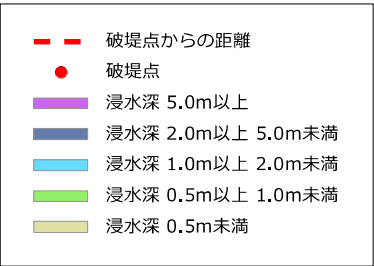 破堤点からの距離
破堤点
浸水深 5.0m以上
浸水深 2.0m以上 5.0m未満
浸水深 1.0m以上 2.0m未満
浸水深 0.5m以上 1.0m未満
浸水深 0.5m未満